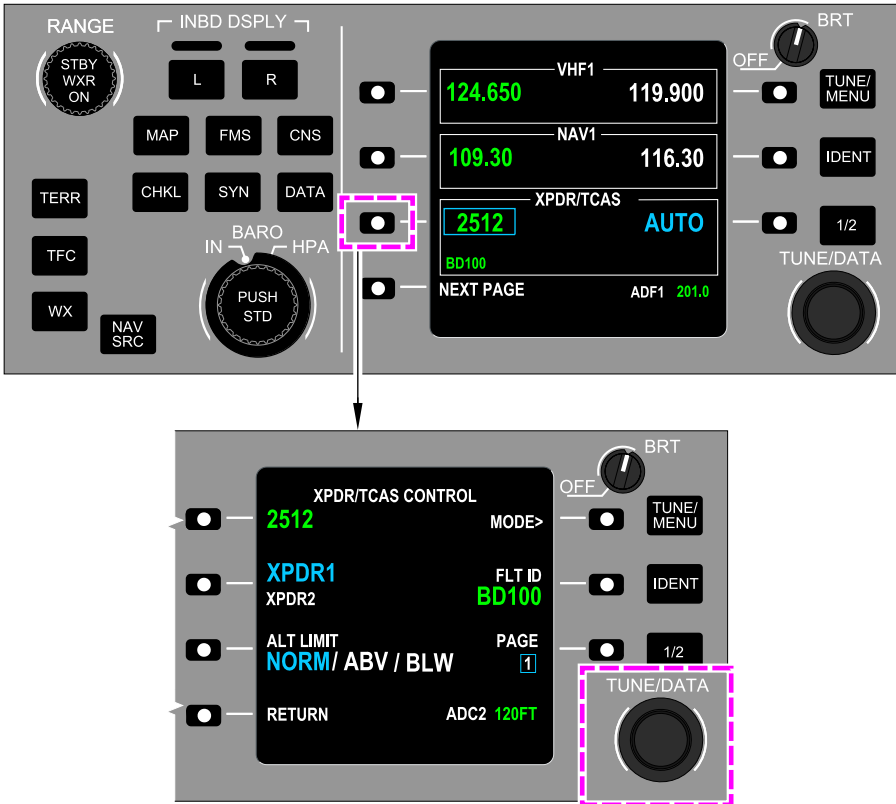 RANGE
STBY
WXR
ON
INBD DSPLY
L
R
MAP
FMS
CNS
CHKL
SYN
DATA
TERR
TFC
WX
NAV
SRC
BARO
IN
HPA
PUSH
STD
VHF1
124.650
119.900
NAV1
109.30
116.30
XPDR/TCAS
2512
AUTO
BD100
NEXT PAGE
ADF1 201.0
BRT
OFF
TUNE/
MENU
IDENT
1/2
TUNE/DATA
XPDR/TCAS CONTROL
2512
MODE>
XPDR1
XPDR2
FLT ID
BD100
ALT LIMIT
NORM/ ABV / BLW
PAGE
1
RETURN
ADC2 120FT
BRT
OFF
TUNE/
MENU
IDENT
1/2
TUNE/DATA